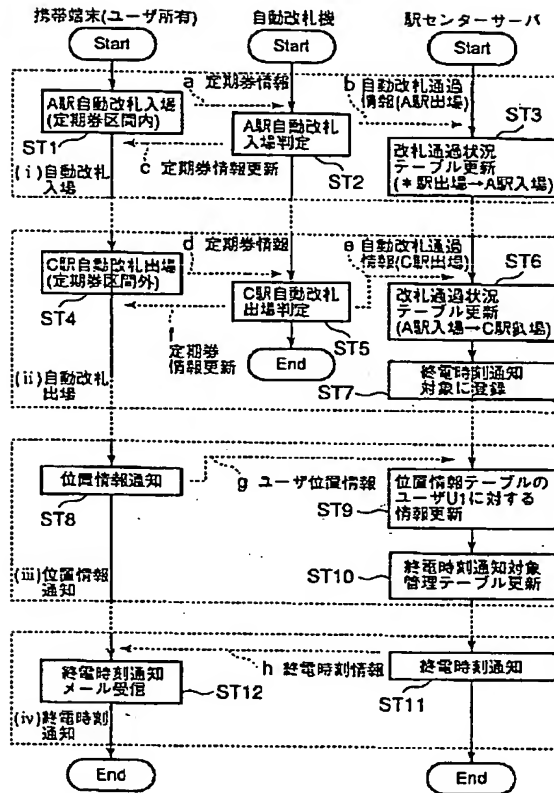 携帯端末(ユーザ所有)
自動改札機
駅センターサーバ
Start
Start
Start
a 定期券情報
b 自動改札通過
情報(A駅出場)
ST3
A駅自動改札入場
(定期券区間内)
ST1
A駅自動改札
入場判定
ST2
改札通過状況
テーブル更新
(*駅出場→A駅入場)
c 定期券情報更新
(i)自動改札
入場
d 定期券情報
e 自動改札通過
情報(C駅出場)
ST6
C駅自動改札出場
(定期券区間外)
ST4
C駅自動改札
出場判定
ST5
改札通過状況
テーブル更新
(A駅入場→C駅出場)
f
定期券
情報更新
End
(ii)自動改札
出場
ST7
終電時刻通知
対象に登録
位置情報通知
ST8
g ユーザ位置情報
位置情報テーブルの
ユーザU1に対する
情報更新
ST9
(iii)位置情報
通知
ST10
終電時刻通知対象
管理テーブル更新
終電時刻通知
メール受信
ST12
h 終電時刻情報
終電時刻通知
ST11
(iv)終電時刻
通知
End
End